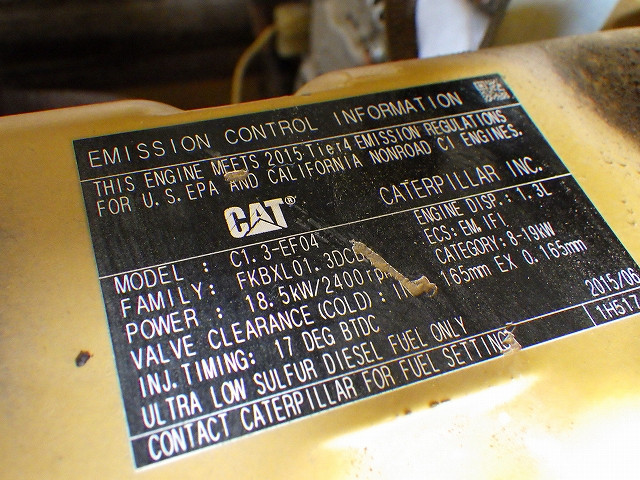 EMISSION CONTROL INFORMATION
THIS ENGINE MEETS 2015 Tier4 EMISSION REGULATIONS
FOR U.S. EPA AND CALIFORNIA NONROAD CI ENGINES.
CAT® CATERPILLAR INC.
MODEL : C1.3-EF04 ENGINE DISP.: 1.3L
FAMILY: ECS: EM, IFI
POWER : 18.5kW/2400rpm CATEGORY: 8-19kW
VALVE CLEARANCE (COLD) : 165mm EX 0.165mm
INJ. TIMING: 17 DEG BTDC
ULTRA LOW SULFUR DIESEL FUEL ONLY 2015/08
CONTACT CATERPILLAR FOR FUEL SETTING 1H517